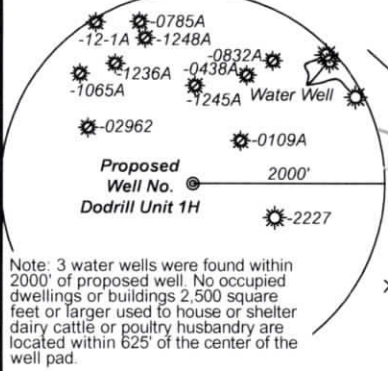 -0785A
-12-1A
-1248A
-0832A
-1236A
-0438A
-1065A
-1245A
Water Well
-02962
-0109A
Proposed
Well No.
Dodrill Unit 1H
2000'
-2227
Note: 3 water wells were found within
2000' of proposed well. No occupied
dwellings or buildings 2,500 square
feet or larger used to house or shelter
dairy cattle or poultry husbandry are
located within 625' of the center of the
well pad.